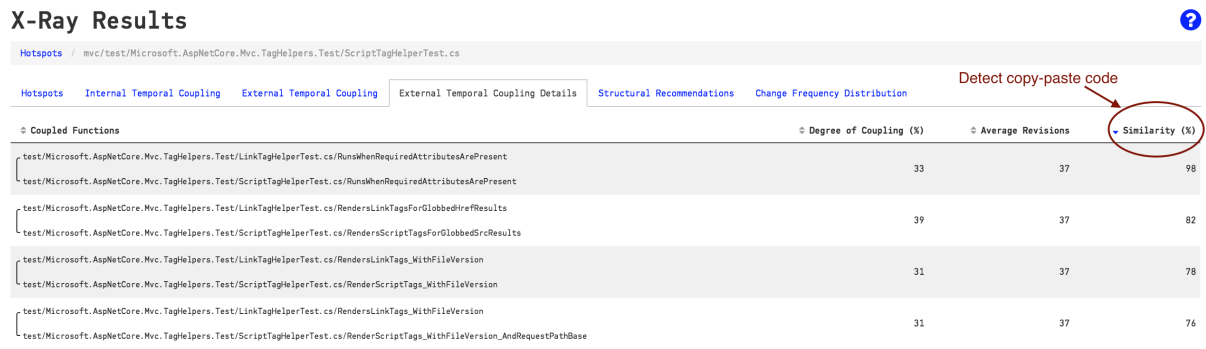 X-Ray Results
?
Hotspots / mvc/test/Microsoft.AspNetCore.Mvc.TagHelpers.Test/ScriptTagHelperTest.cs
Detect copy-paste code
Hotspots Internal Temporal Coupling External Temporal Coupling External Temporal Coupling Details Structural Recommendations Change Frequency Distribution
Coupled Functions Degree of Coupling (%) Average Revisions Similarity (%)
test/Microsoft.AspNetCore.Mvc.TagHelpers.Test/LinkTagHelperTest.cs/RunsWhenRequiredAttributesArePresent
33 37 98
test/Microsoft.AspNetCore.Mvc.TagHelpers.Test/ScriptTagHelperTest.cs/RunsWhenRequiredAttributesArePresent
test/Microsoft.AspNetCore.Mvc.TagHelpers.Test/LinkTagHelperTest.cs/RendersLinkTagsForGlobbedHrefResults
39 37 82
test/Microsoft.AspNetCore.Mvc.TagHelpers.Test/ScriptTagHelperTest.cs/RendersScriptTagsForGlobbedSrcResults
test/Microsoft.AspNetCore.Mvc.TagHelpers.Test/LinkTagHelperTest.cs/RendersLinkTags_WithFileVersion
31 37 78
test/Microsoft.AspNetCore.Mvc.TagHelpers.Test/ScriptTagHelperTest.cs/RenderScriptTags_WithFileVersion
test/Microsoft.AspNetCore.Mvc.TagHelpers.Test/LinkTagHelperTest.cs/RendersLinkTags_WithFileVersion
31 37 76
test/Microsoft.AspNetCore.Mvc.TagHelpers.Test/ScriptTagHelperTest.cs/RenderScriptTags_WithFileVersion_AndRequestPathBase